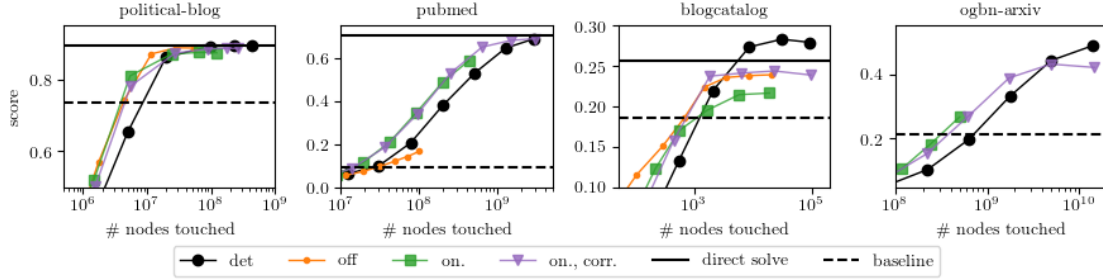 political-blog
pubmed
blogcatalog
ogbn-arxiv
score
0.8
0.6
10^6 10^7 10^8 10^9
# nodes touched
0.6
0.4
0.2
0.0
10^7 10^8 10^9
# nodes touched
0.30
0.25
0.20
0.15
0.10
10^3 10^5
# nodes touched
0.4
0.2
10^8 10^9 10^10
# nodes touched
det off on. on., corr. direct solve baseline